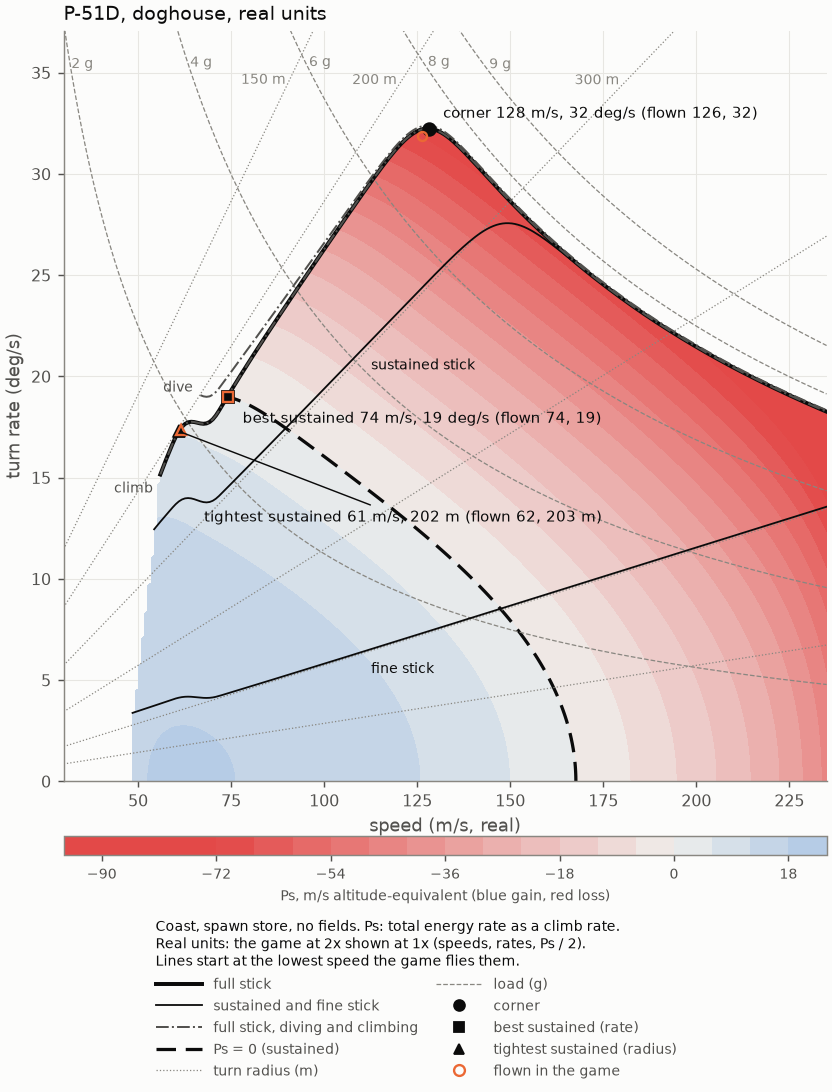 P-51D, doghouse, real units
2 g
4 g
6 g
8 g
9 g
150 m
200 m
300 m
corner 128 m/s, 32 deg/s (flown 126, 32)
sustained stick
dive
best sustained 74 m/s, 19 deg/s (flown 74, 19)
climb
tightest sustained 61 m/s, 202 m (flown 62, 203 m)
fine stick
turn rate (deg/s)
35
30
25
20
15
10
5
0
50 75 100 125 150 175 200 225
speed (m/s, real)
−90 −72 −54 −36 −18 0 18
Ps, m/s altitude-equivalent (blue gain, red loss)
Coast, spawn store, no fields. Ps: total energy rate as a climb rate.
Real units: the game at 2x shown at 1x (speeds, rates, Ps / 2).
Lines start at the lowest speed the game flies them.
full stick
sustained and fine stick
full stick, diving and climbing
Ps = 0 (sustained)
turn radius (m)
load (g)
corner
best sustained (rate)
tightest sustained (radius)
flown in the game